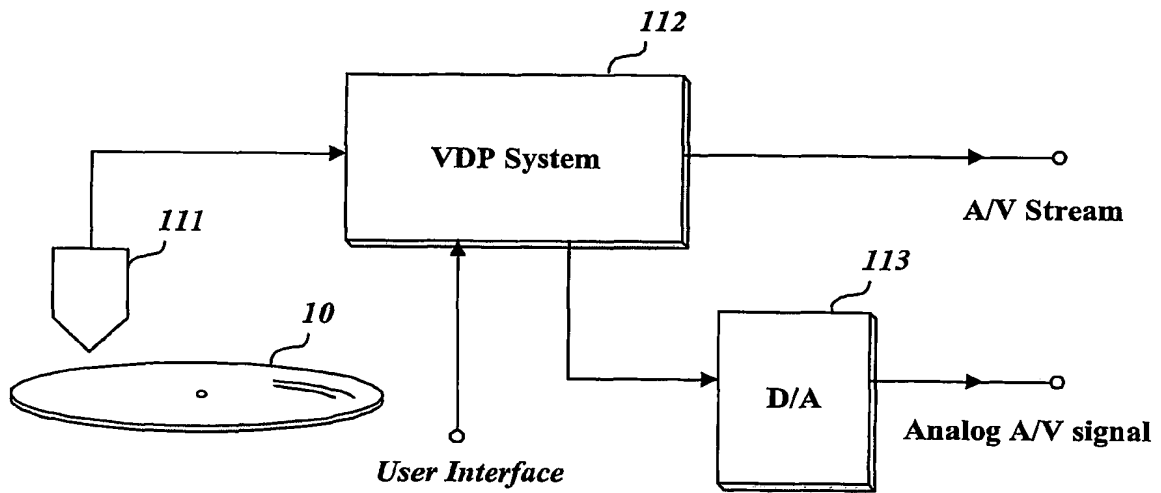 112
VDP System
A/V Stream
111
113
10
D/A
Analog A/V signal
User Interface